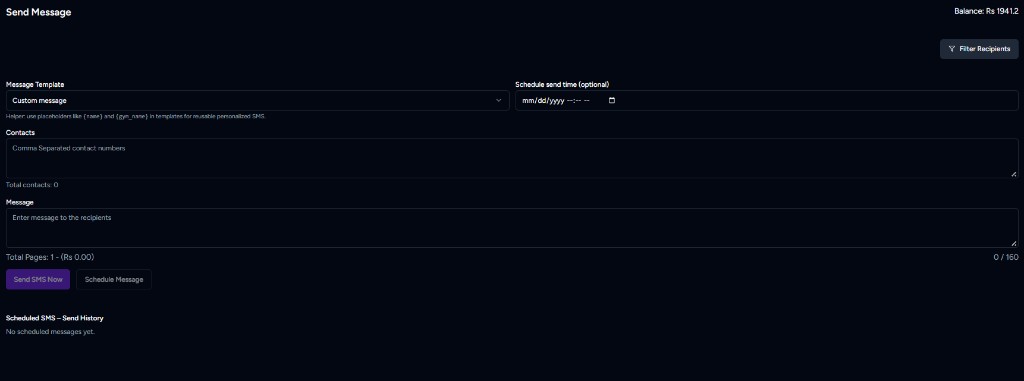 Send Message
Balance: Rs 1941.2
Filter Recipients
Message Template
Schedule send time (optional)
Custom message
mm/dd/yyyy --:-- --
Helper: use placeholders like {name} and {gym_name} in templates for reusable personalized SMS.
Contacts
Comma Separated contact numbers
Total contacts: 0
Message
Enter message to the recipients
Total Pages: 1 - (Rs 0.00)
0 / 160
Send SMS Now
Schedule Message
Scheduled SMS – Send History
No scheduled messages yet.